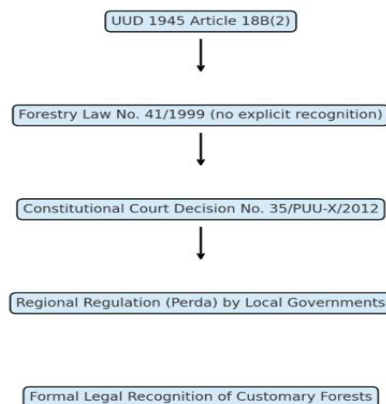 UUD 1945 Article 18B(2)
Forestry Law No. 41/1999 (no explicit recognition)
Constitutional Court Decision No. 35/PUU-X/2012
Regional Regulation (Perda) by Local Governments
Formal Legal Recognition of Customary Forests